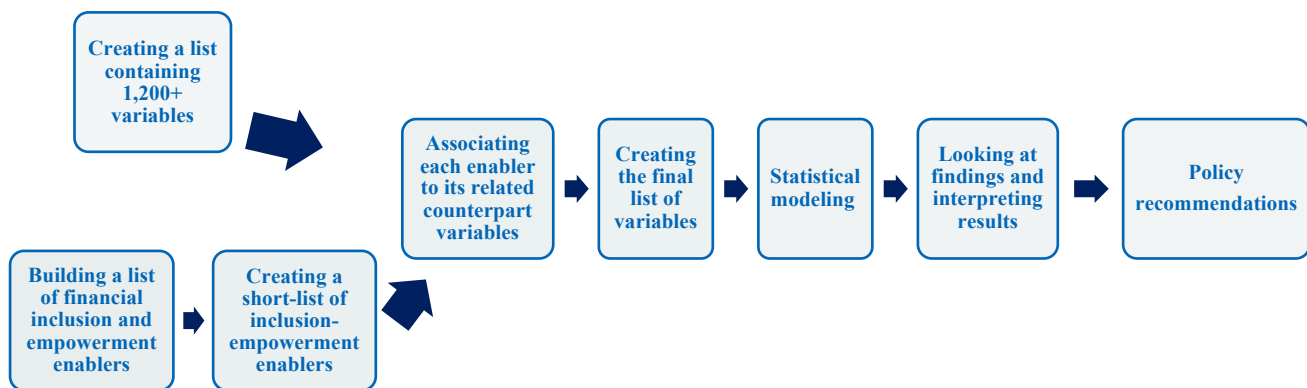 Creating a list
containing
1,200+
variables
Building a list
of financial
inclusion and
empowerment
enablers
Creating a
short-list of
inclusion-
empowerment
enablers
Associating
each enabler
to its related
counterpart
variables
Creating
the final
list of
variables
Statistical
modeling
Looking at
findings and
interpreting
results
Policy
recommendations